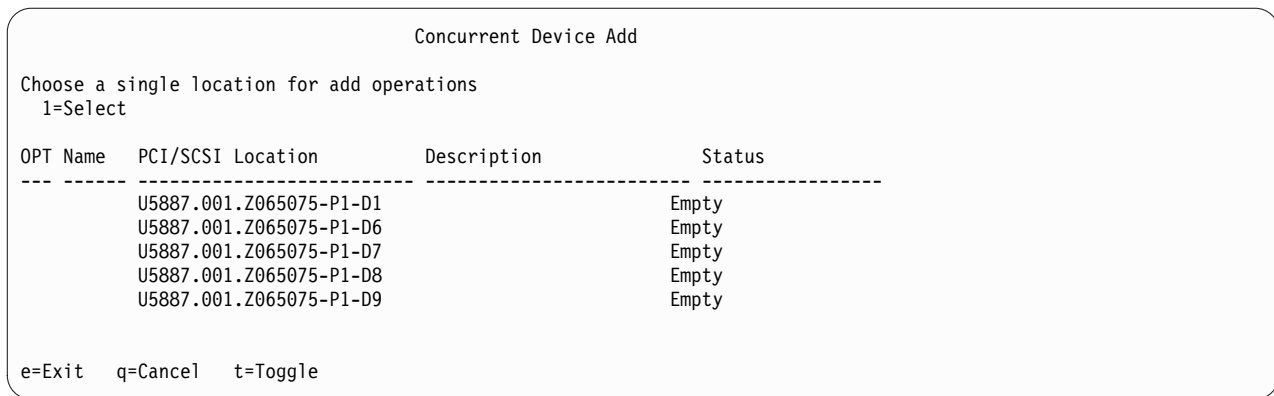 Concurrent Device Add
Choose a single location for add operations
1=Select
OPT Name PCI/SCSI Location Description Status
--- ------ -------------------------- ------------------------- -----------------
U5887.001.Z065075-P1-D1 Empty
U5887.001.Z065075-P1-D6 Empty
U5887.001.Z065075-P1-D7 Empty
U5887.001.Z065075-P1-D8 Empty
U5887.001.Z065075-P1-D9 Empty
e=Exit q=Cancel t=Toggle